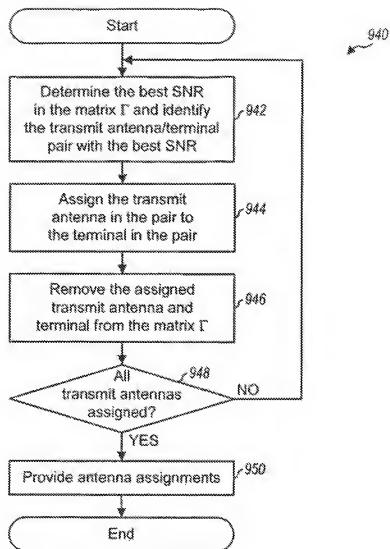 Start
940
Determine the best SNR
in the matrix Γ and identify
the transmit antenna/terminal
pair with the best SNR
942
Assign the transmit
antenna in the pair to
the terminal in the pair
944
Remove the assigned
transmit antenna and
terminal from the matrix Γ
946
All
transmit antennas
assigned?
948
NO
YES
Provide antenna assignments
950
End